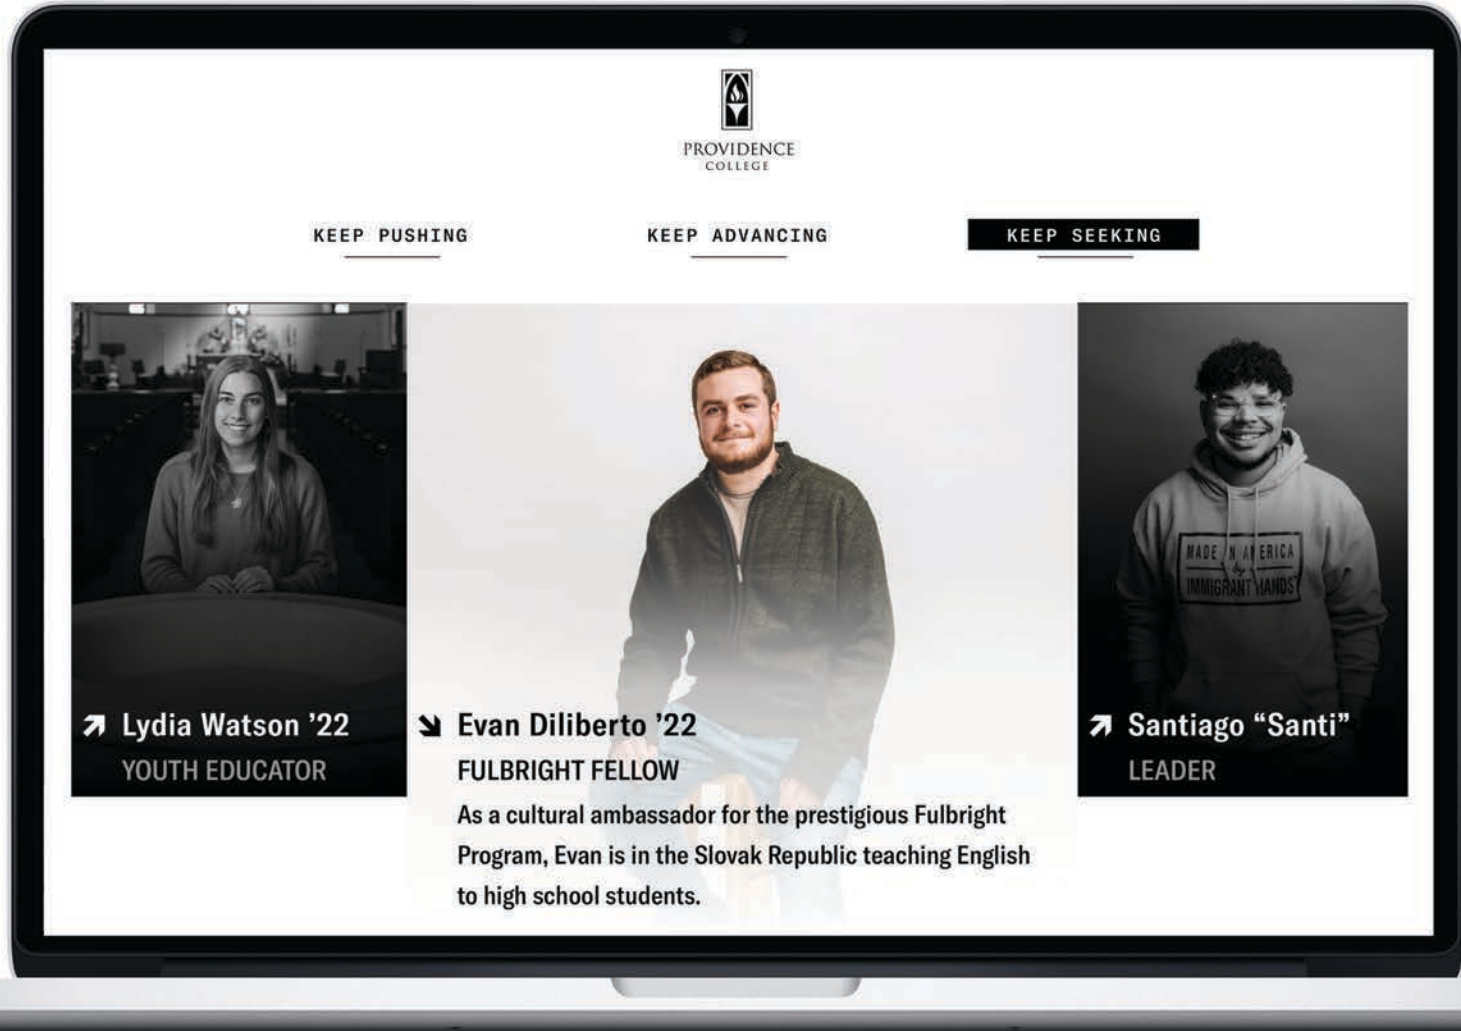 PROVIDENCE
COLLEGE
KEEP PUSHING
KEEP ADVANCING
KEEP SEEKING
Lydia Watson ’22
YOUTH EDUCATOR
Evan Diliberto ’22
FULBRIGHT FELLOW
As a cultural ambassador for the prestigious Fulbright
Program, Evan is in the Slovak Republic teaching English
to high school students.
MADE IN AMERICA
by
IMMIGRANT HANDS
Santiago “Santi”
LEADER